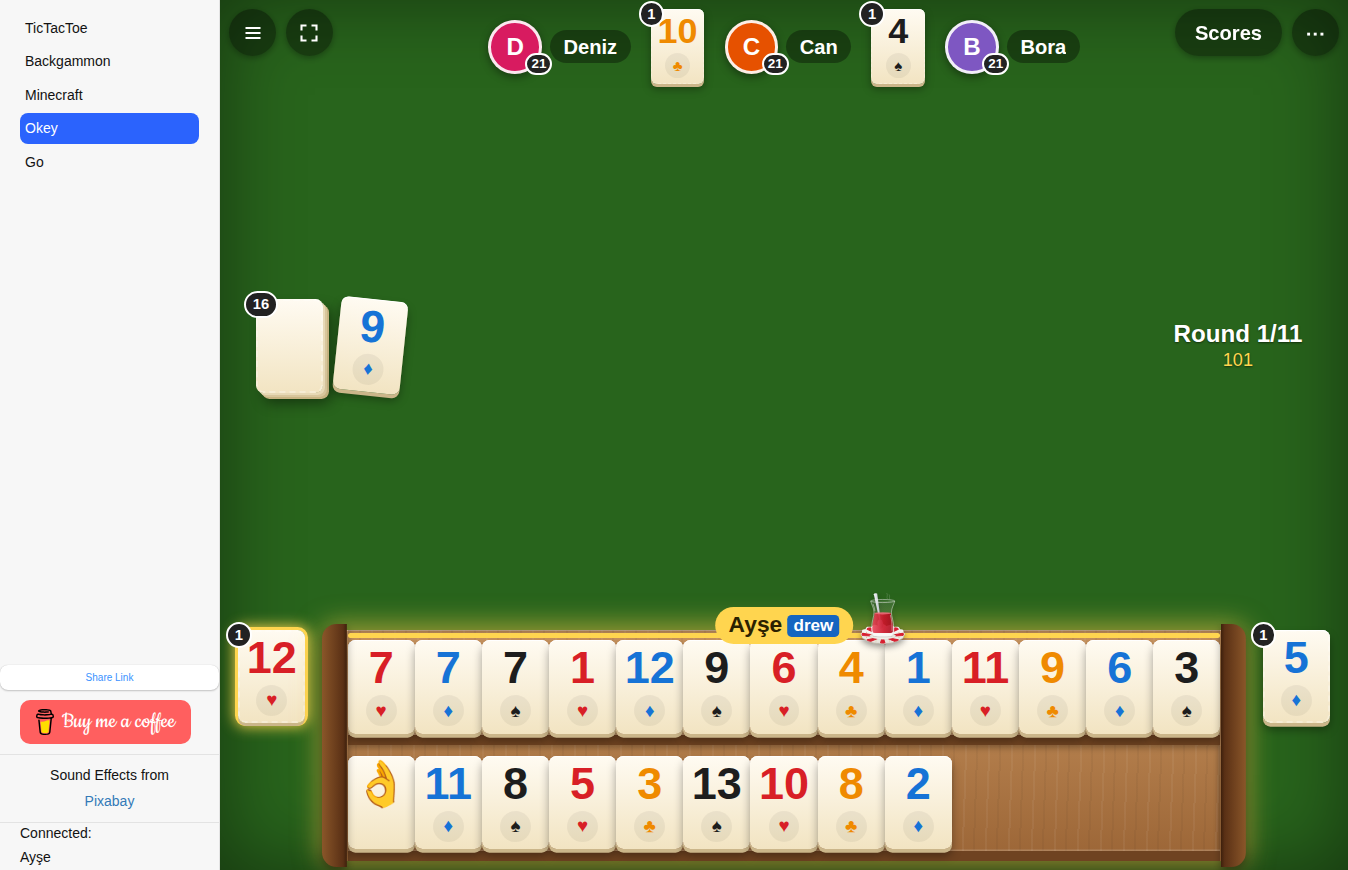 TicTacToe
Backgammon
Minecraft
Okey
Go
Share Link
Buy me a coffee
Sound Effects from
Pixabay
Connected:
Ayşe
D 21 Deniz
1 10
C 21 Can
1 4
B 21 Bora
Scores
16
9
Round 1/11
101
Ayşe drew
1 12
7 7 7 1 12 9 6 4 1 11 9 6 3
1 5
11 8 5 3 13 10 8 2